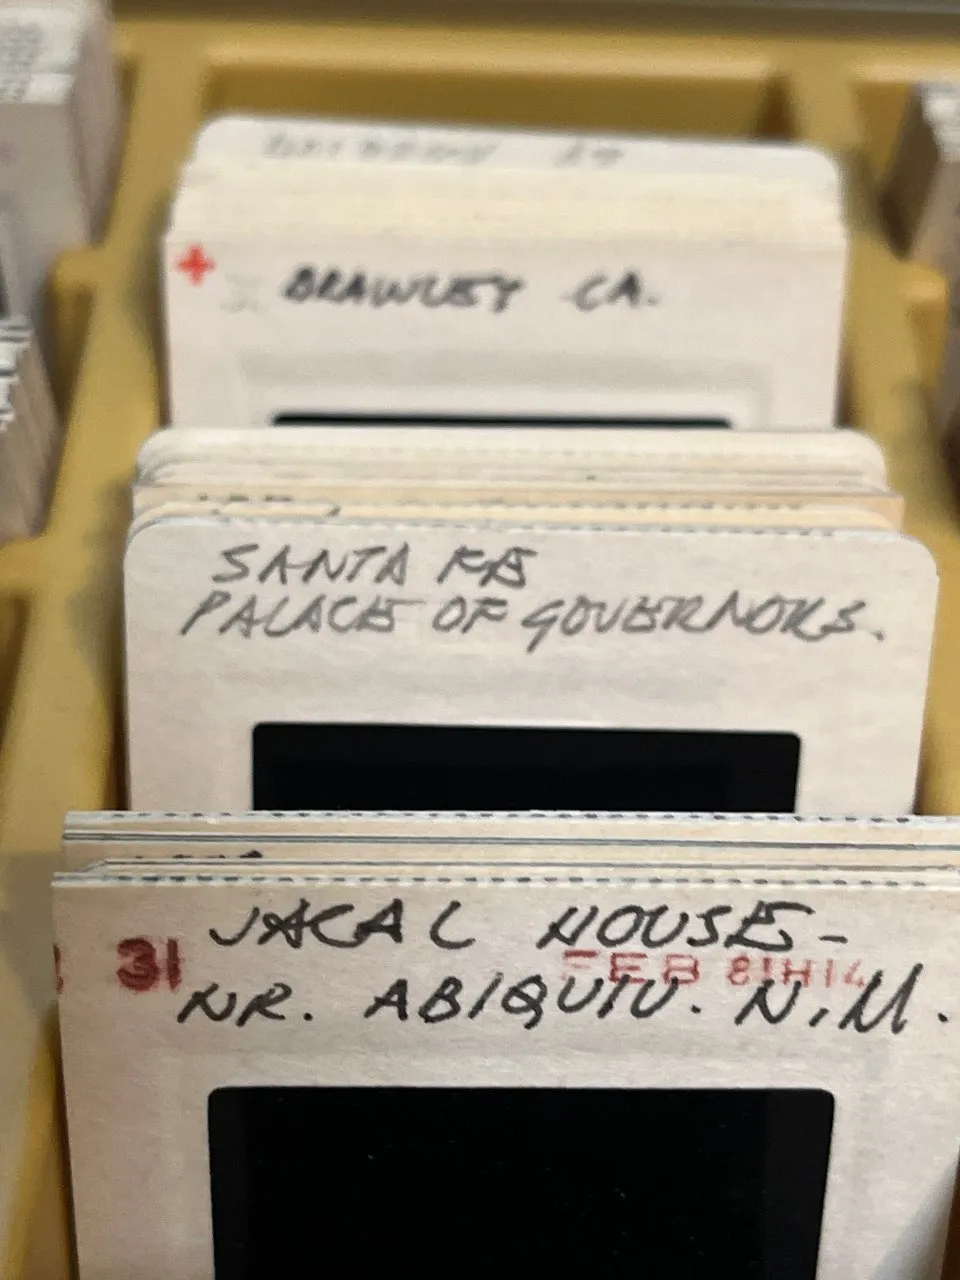 BRAWLEY CA.
SANTA FE
PALACE OF GOVERNORS.
JACAL HOUSE-
31 FEB 81H14
NR. ABIQUIU. N.M.